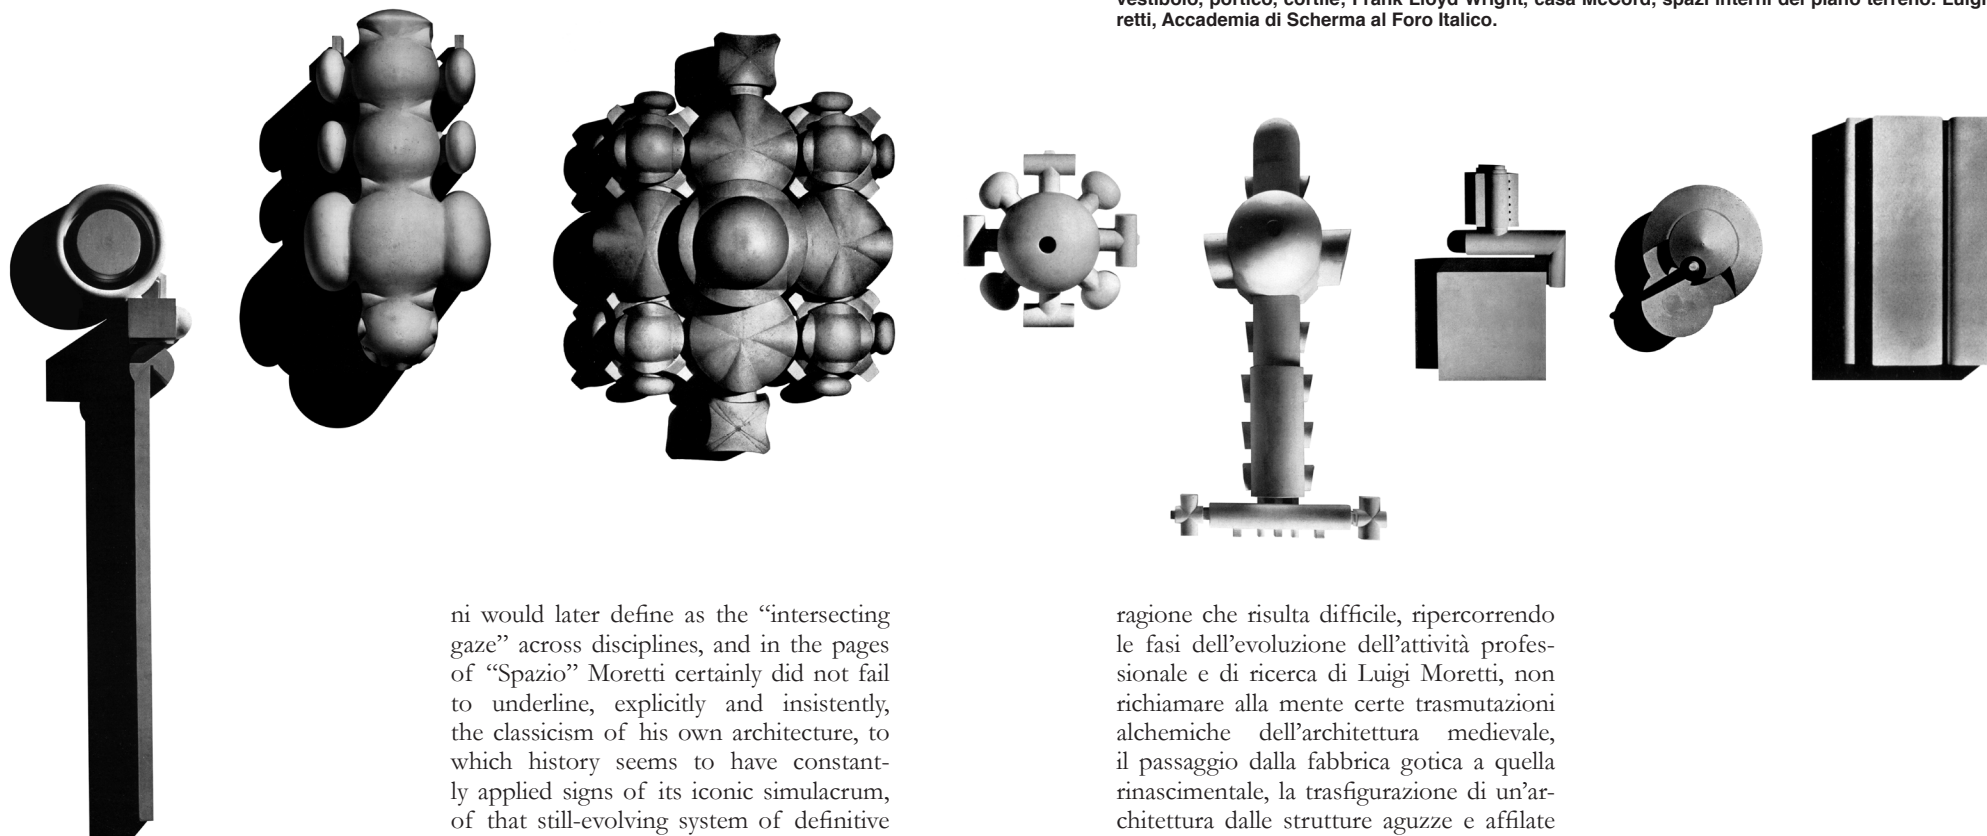 vestibolo, portico, cortile; Frank Lloyd Wright, casa McCord, spazi interni del piano terreno. Luigi
retti, Accademia di Scherma al Foro Italico.
ni would later define as the “intersecting
gaze” across disciplines, and in the pages
of “Spazio” Moretti certainly did not fail
to underline, explicitly and insistently,
the classicism of his own architecture, to
which history seems to have constant-
ly applied signs of its iconic simulacrum,
of that still-evolving system of definitive
ragione che risulta difficile, ripercorrendo
le fasi dell’evoluzione dell’attività profes-
sionale e di ricerca di Luigi Moretti, non
richiamare alla mente certe trasmutazioni
alchemiche dell’architettura medievale,
il passaggio dalla fabbrica gotica a quella
rinascimentale, la trasfigurazione di un’ar-
chitettura dalle strutture aguzze e affilate